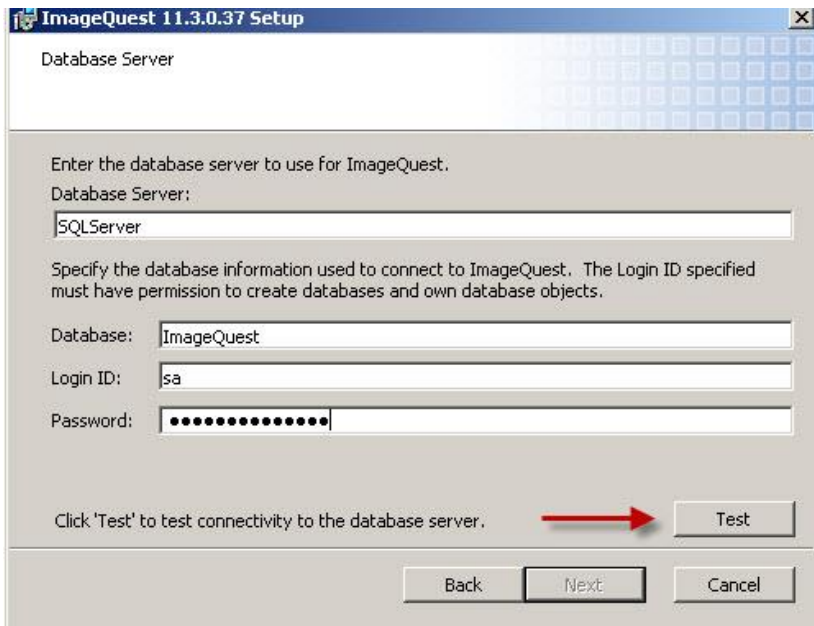 ImageQuest 11.3.0.37 Setup
Database Server
Enter the database server to use for ImageQuest.
Database Server:
SQLServer
Specify the database information used to connect to ImageQuest. The Login ID specified
must have permission to create databases and own database objects.
Database: ImageQuest
Login ID: sa
Password: ●●●●●●●●●●●●●●
Click 'Test' to test connectivity to the database server. Test
Back Next Cancel